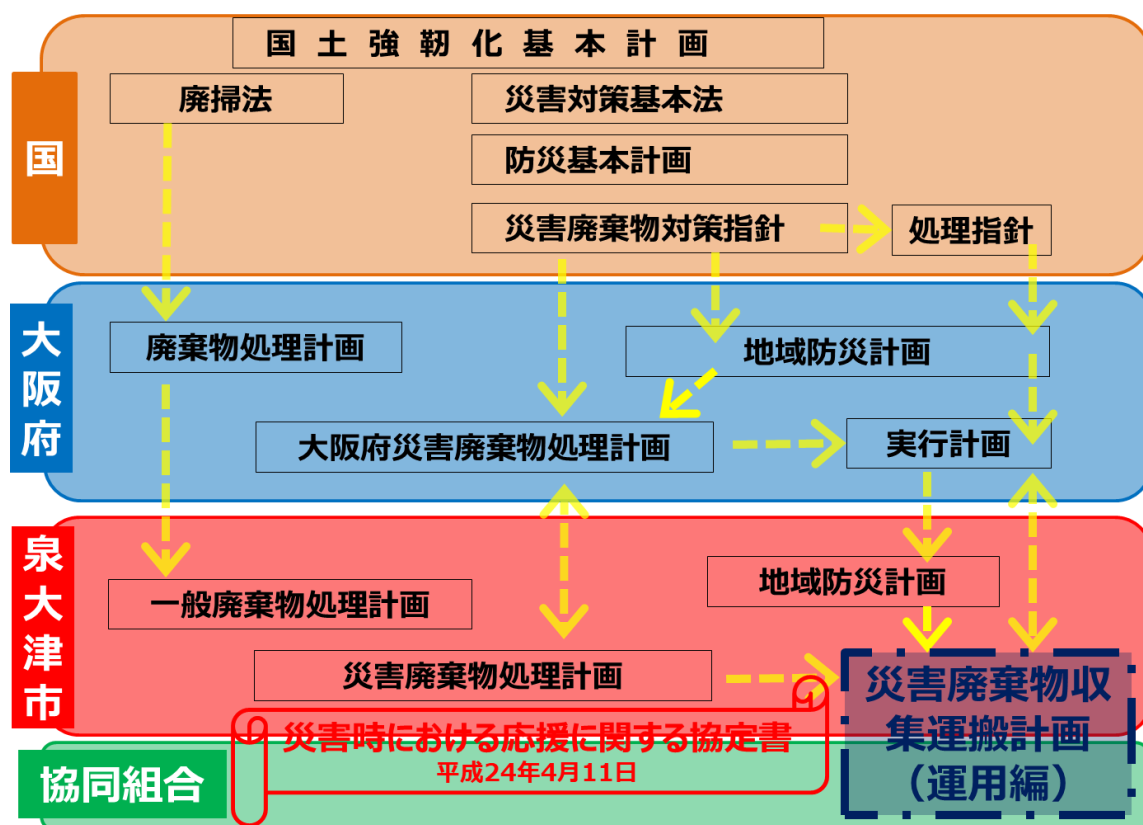 国土強靭化基本計画
国
廃掃法
災害対策基本法
防災基本計画
災害廃棄物対策指針
処理指針
大阪府
廃棄物処理計画
地域防災計画
大阪府災害廃棄物処理計画
実行計画
泉大津市
一般廃棄物処理計画
地域防災計画
災害廃棄物処理計画
災害廃棄物収
集運搬計画
（運用編）
災害時における応援に関する協定書
平成24年4月11日
協同組合